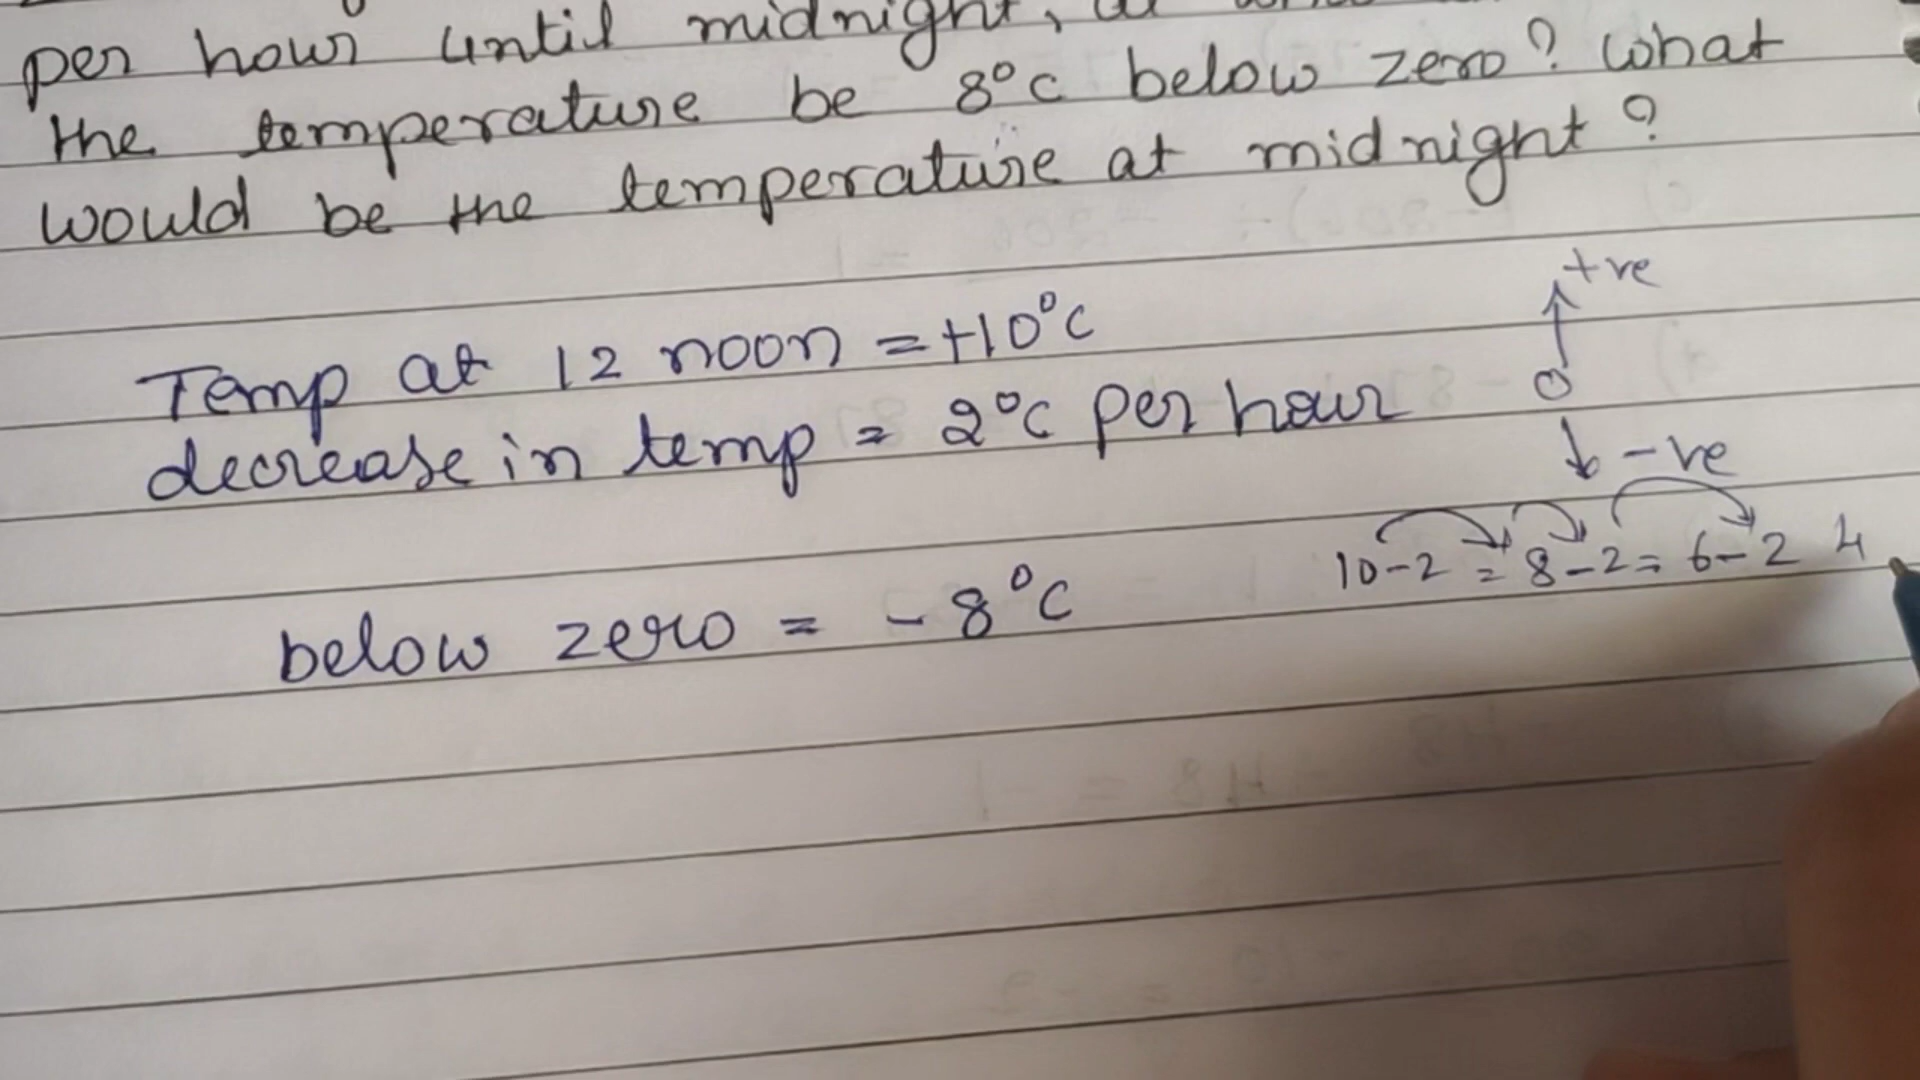 per hour until midnight,
the temperature be 8°C below zero? what
would be the temperature at midnight?
+ve
Temp at 12 noon = +10°C
0
decrease in temp = 2°C per hour
-ve
10-2 = 8-2 = 6-2 4
below zero = -8°C